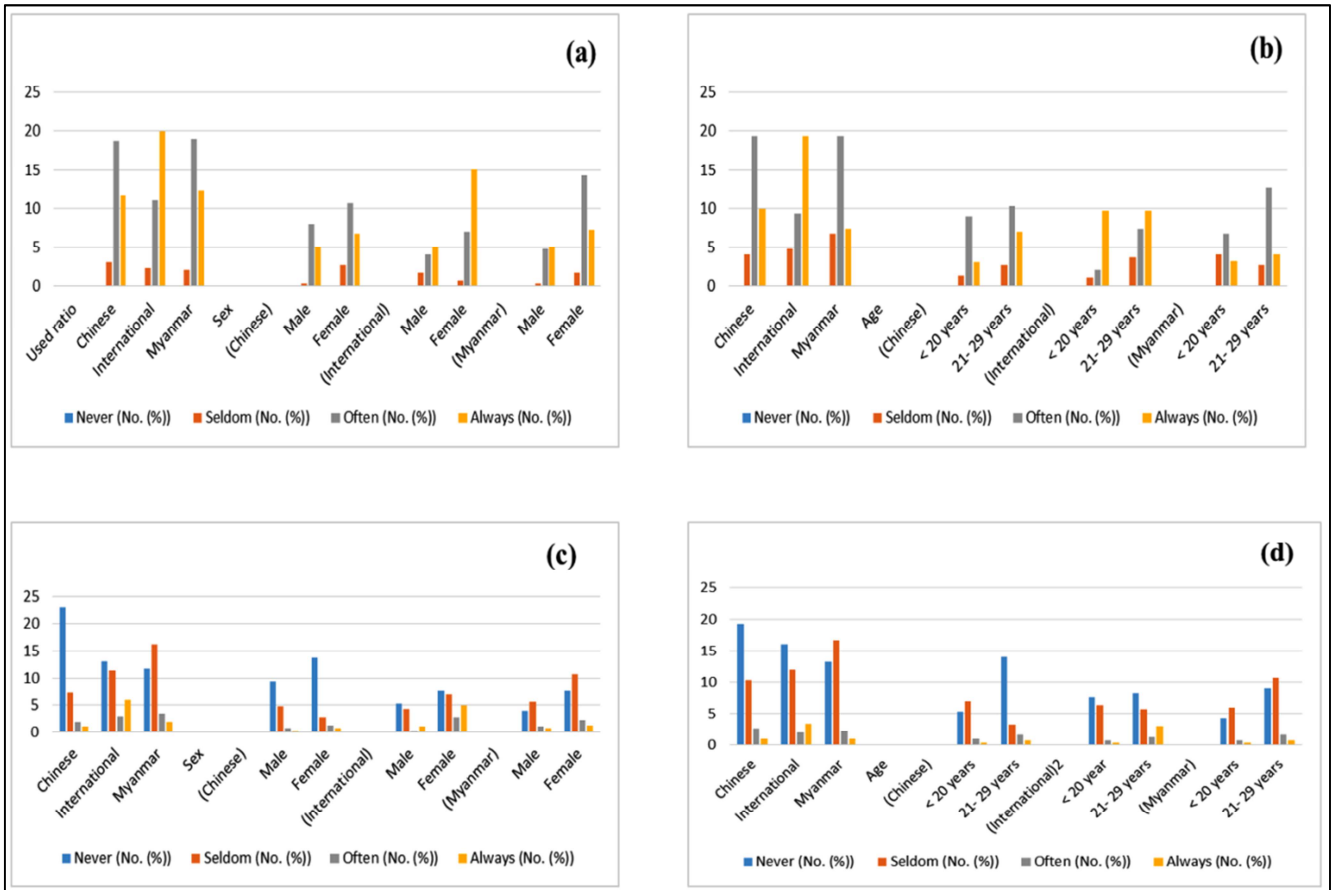 (a)
25
20
15
10
5
0
Used ratio
Chinese
International
Myanmar
Sex
(Chinese)
Male
Female
(International)
Male
Female
(Myanmar)
Male
Female
Never (No. (%)) Seldom (No. (%)) Often (No. (%)) Always (No. (%))
(b)
25
20
15
10
5
0
Chinese
International
Myanmar
Age
(Chinese)
< 20 years
21- 29 years
(International)
< 20 years
21- 29 years
(Myanmar)
< 20 years
21- 29 years
Never (No. (%)) Seldom (No. (%)) Often (No. (%)) Always (No. (%))
(c)
25
20
15
10
5
0
Chinese
International
Myanmar
Sex
(Chinese)
Male
Female
(International)
Male
Female
(Myanmar)
Male
Female
Never (No. (%)) Seldom (No. (%)) Often (No. (%)) Always (No. (%))
(d)
25
20
15
10
5
0
Chinese
International
Myanmar
Age
(Chinese)
< 20 years
21- 29 years
(International)2
< 20 year
21- 29 years
(Myanmar)
< 20 years
21- 29 years
Never (No. (%)) Seldom (No. (%)) Often (No. (%)) Always (No. (%))